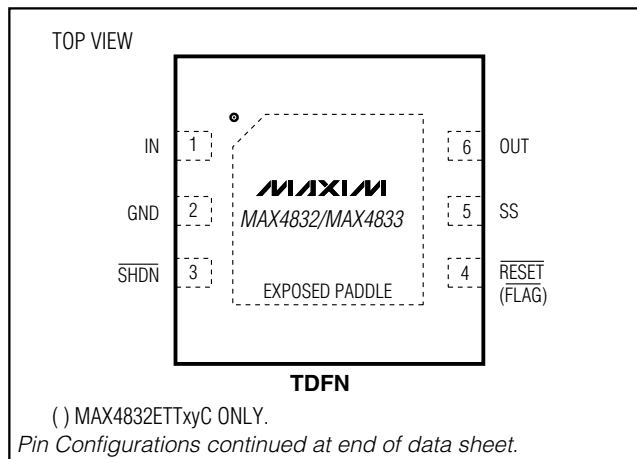 TOP VIEW
IN 1 6 OUT
MAXIM
GND 2 MAX4832/MAX4833 5 SS
SHDN 3 4 RESET
EXPOSED PADDLE (FLAG)
TDFN
( ) MAX4832ETTxyC ONLY.
Pin Configurations continued at end of data sheet.